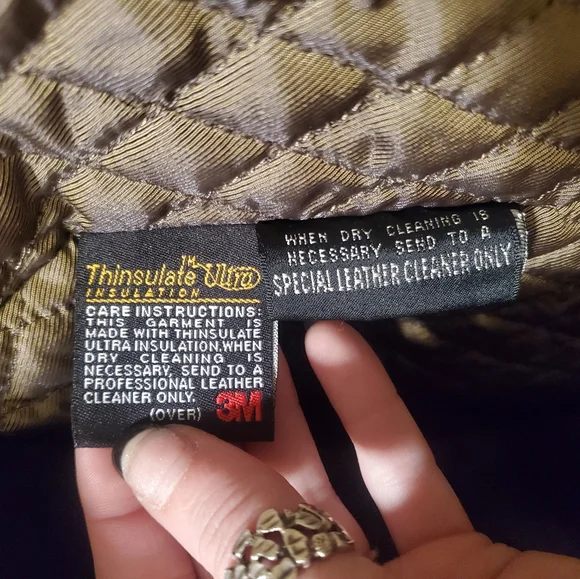 Thinsulate™ Ultra
INSULATION
CARE INSTRUCTIONS:
THIS GARMENT IS
MADE WITH THINSULATE
ULTRA INSULATION.WHEN
DRY CLEANING IS
NECESSARY, SEND TO A
PROFESSIONAL LEATHER
CLEANER ONLY.
(OVER) 3M
WHEN DRY CLEANING IS
NECESSARY SEND TO A
SPECIAL LEATHER CLEANER ONLY